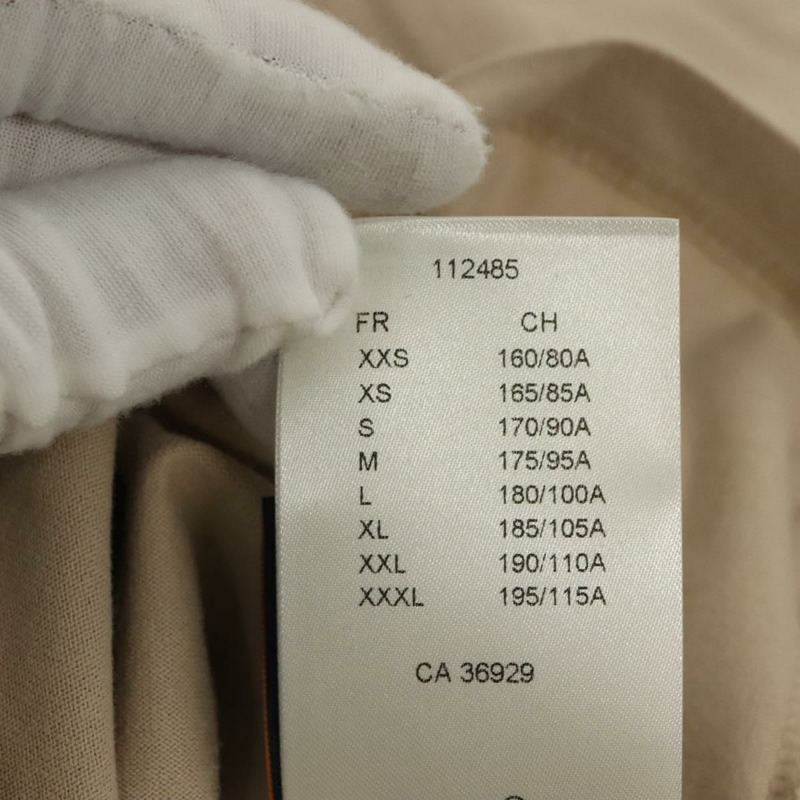 112485
FR CH
XXS 160/80A
XS 165/85A
S 170/90A
M 175/95A
L 180/100A
XL 185/105A
XXL 190/110A
XXXL 195/115A
CA 36929